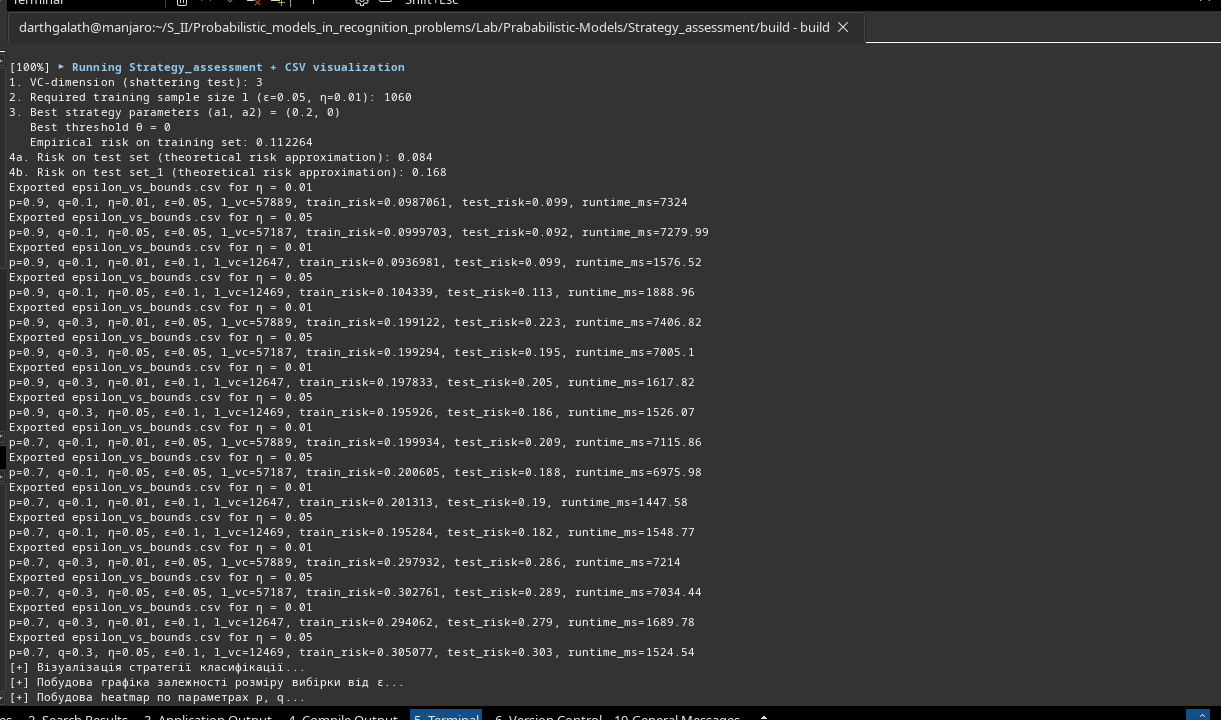 Terminal
Shift+Esc
darthgalath@manjaro:~/S_II/Probabilistic_models_in_recognition_problems/Lab/Prababilistic-Models/Strategy_assessment/build - build
[100%] ▶ Running Strategy_assessment + CSV visualization
1. VC-dimension (shattering test): 3
2. Required training sample size l (ε=0.05, η=0.01): 1060
3. Best strategy parameters (a1, a2) = (0.2, 0)
Best threshold θ = 0
Empirical risk on training set: 0.112264
4a. Risk on test set (theoretical risk approximation): 0.084
4b. Risk on test set_1 (theoretical risk approximation): 0.168
Exported epsilon_vs_bounds.csv for η = 0.01
p=0.9, q=0.1, η=0.01, ε=0.05, l_vc=57889, train_risk=0.0987061, test_risk=0.099, runtime_ms=7324
Exported epsilon_vs_bounds.csv for η = 0.05
p=0.9, q=0.1, η=0.05, ε=0.05, l_vc=57187, train_risk=0.0999703, test_risk=0.092, runtime_ms=7279.99
Exported epsilon_vs_bounds.csv for η = 0.01
p=0.9, q=0.1, η=0.01, ε=0.1, l_vc=12647, train_risk=0.0936981, test_risk=0.099, runtime_ms=1576.52
Exported epsilon_vs_bounds.csv for η = 0.05
p=0.9, q=0.1, η=0.05, ε=0.1, l_vc=12469, train_risk=0.104339, test_risk=0.113, runtime_ms=1888.96
Exported epsilon_vs_bounds.csv for η = 0.01
p=0.9, q=0.3, η=0.01, ε=0.05, l_vc=57889, train_risk=0.199122, test_risk=0.223, runtime_ms=7406.82
Exported epsilon_vs_bounds.csv for η = 0.05
p=0.9, q=0.3, η=0.05, ε=0.05, l_vc=57187, train_risk=0.199294, test_risk=0.195, runtime_ms=7005.1
Exported epsilon_vs_bounds.csv for η = 0.01
p=0.9, q=0.3, η=0.01, ε=0.1, l_vc=12647, train_risk=0.197833, test_risk=0.205, runtime_ms=1617.82
Exported epsilon_vs_bounds.csv for η = 0.05
p=0.9, q=0.3, η=0.05, ε=0.1, l_vc=12469, train_risk=0.195926, test_risk=0.186, runtime_ms=1526.07
Exported epsilon_vs_bounds.csv for η = 0.01
p=0.7, q=0.1, η=0.01, ε=0.05, l_vc=57889, train_risk=0.199934, test_risk=0.209, runtime_ms=7115.86
Exported epsilon_vs_bounds.csv for η = 0.05
p=0.7, q=0.1, η=0.05, ε=0.05, l_vc=57187, train_risk=0.200605, test_risk=0.188, runtime_ms=6975.98
Exported epsilon_vs_bounds.csv for η = 0.01
p=0.7, q=0.1, η=0.01, ε=0.1, l_vc=12647, train_risk=0.201313, test_risk=0.19, runtime_ms=1447.58
Exported epsilon_vs_bounds.csv for η = 0.05
p=0.7, q=0.1, η=0.05, ε=0.1, l_vc=12469, train_risk=0.195284, test_risk=0.182, runtime_ms=1548.77
Exported epsilon_vs_bounds.csv for η = 0.01
p=0.7, q=0.3, η=0.01, ε=0.05, l_vc=57889, train_risk=0.297932, test_risk=0.286, runtime_ms=7214
Exported epsilon_vs_bounds.csv for η = 0.05
p=0.7, q=0.3, η=0.05, ε=0.05, l_vc=57187, train_risk=0.302761, test_risk=0.289, runtime_ms=7034.44
Exported epsilon_vs_bounds.csv for η = 0.01
p=0.7, q=0.3, η=0.01, ε=0.1, l_vc=12647, train_risk=0.294062, test_risk=0.279, runtime_ms=1689.78
Exported epsilon_vs_bounds.csv for η = 0.05
p=0.7, q=0.3, η=0.05, ε=0.1, l_vc=12469, train_risk=0.305077, test_risk=0.303, runtime_ms=1524.54
[+] Візуалізація стратегії класифікації...
[+] Побудова графіка залежності розміру вибірки від ε...
[+] Побудова heatmap по параметрах p, q...
2 Search Results 3 Application Output 4 Compile Output 5 Terminal 6 Version Control 10 General Messages